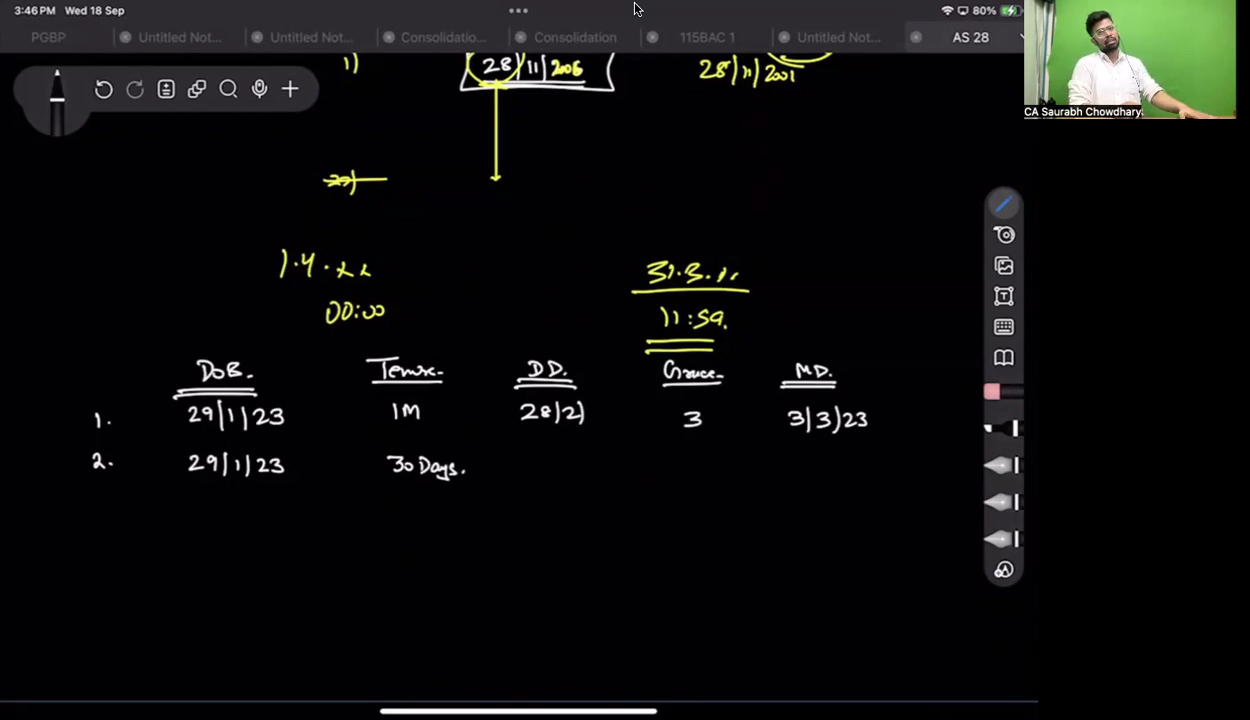 3:46 PM Wed 18 Sep
80%
PGBP
Untitled Not...
Untitled Not...
Consolidatio...
Consolidation
115BAC 1
Untitled Not...
AS 28
1)
28/11/2006
28/11/2001
CA Saurabh Chowdhary
1.4.22
00:00
31.3.
11:59.
DOB. Tenure. DD. Grace. MD.
1. 29/1/23 1M 28/2) 3 3/3/23
2. 29/1/23 30 Days.